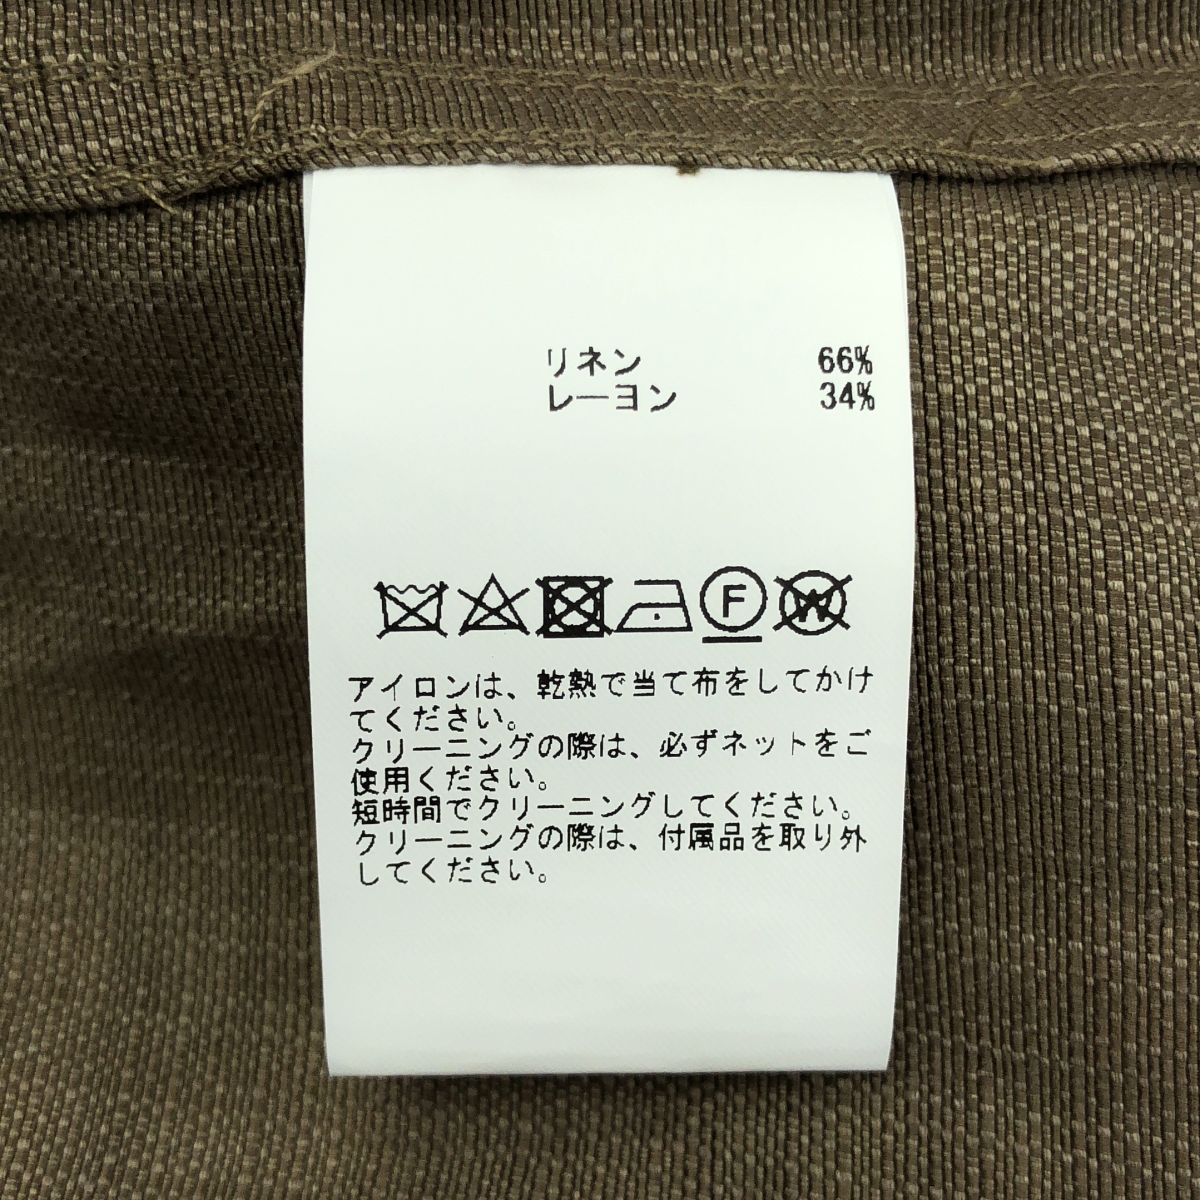 リネン 66%
レーヨン 34%
F W
アイロンは、乾熱で当て布をしてかけ
てください。
クリーニングの際は、必ずネットをご
使用ください。
短時間でクリーニングしてください。
クリーニングの際は、付属品を取り外
してください。